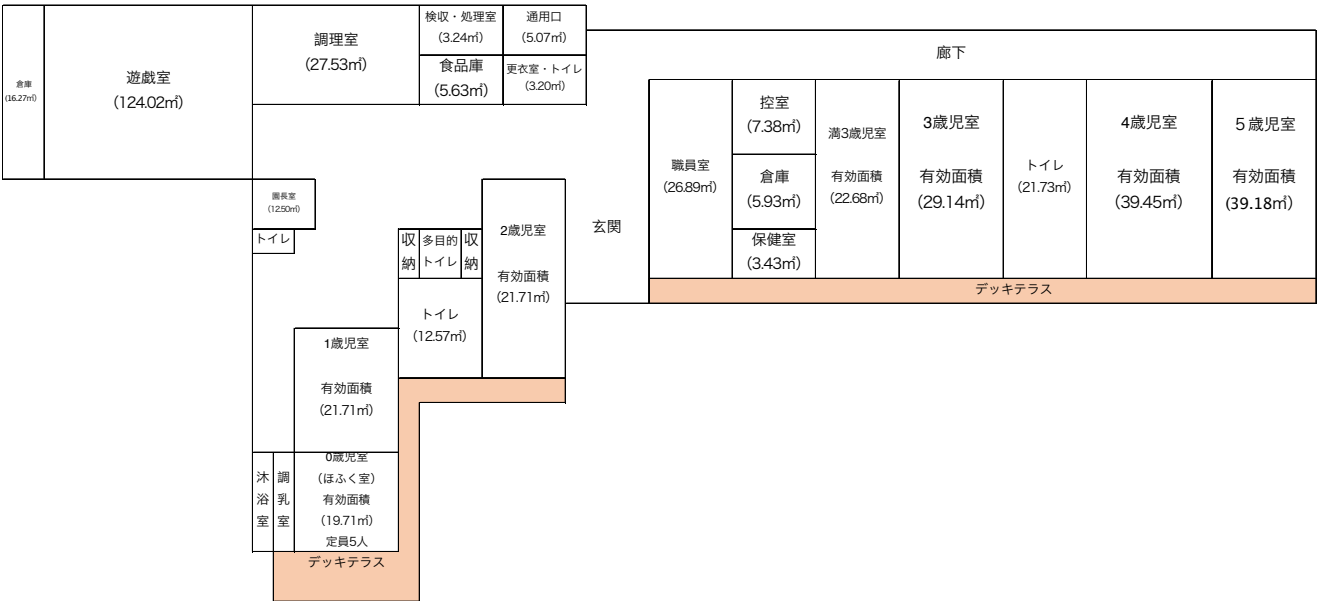 倉庫
(16.27㎡)
遊戯室
(124.02㎡)
調理室
(27.53㎡)
検収・処理室
(3.24㎡)
通用口
(5.07㎡)
食品庫
(5.63㎡)
更衣室・トイレ
(3.20㎡)
廊下
職員室
(26.89㎡)
控室
(7.38㎡)
倉庫
(5.93㎡)
保健室
(3.43㎡)
満3歳児室
有効面積
(22.68㎡)
3歳児室
有効面積
(29.14㎡)
トイレ
(21.73㎡)
4歳児室
有効面積
(39.45㎡)
５歳児室
有効面積
(39.18㎡)
デッキテラス
玄関
園長室
(12.50㎡)
トイレ
収納
多目的
トイレ
収納
2歳児室
有効面積
(21.71㎡)
トイレ
(12.57㎡)
1歳児室
有効面積
(21.71㎡)
沐浴室
調乳室
0歳児室
(ほふく室)
有効面積
(19.71㎡)
定員5人
デッキテラス